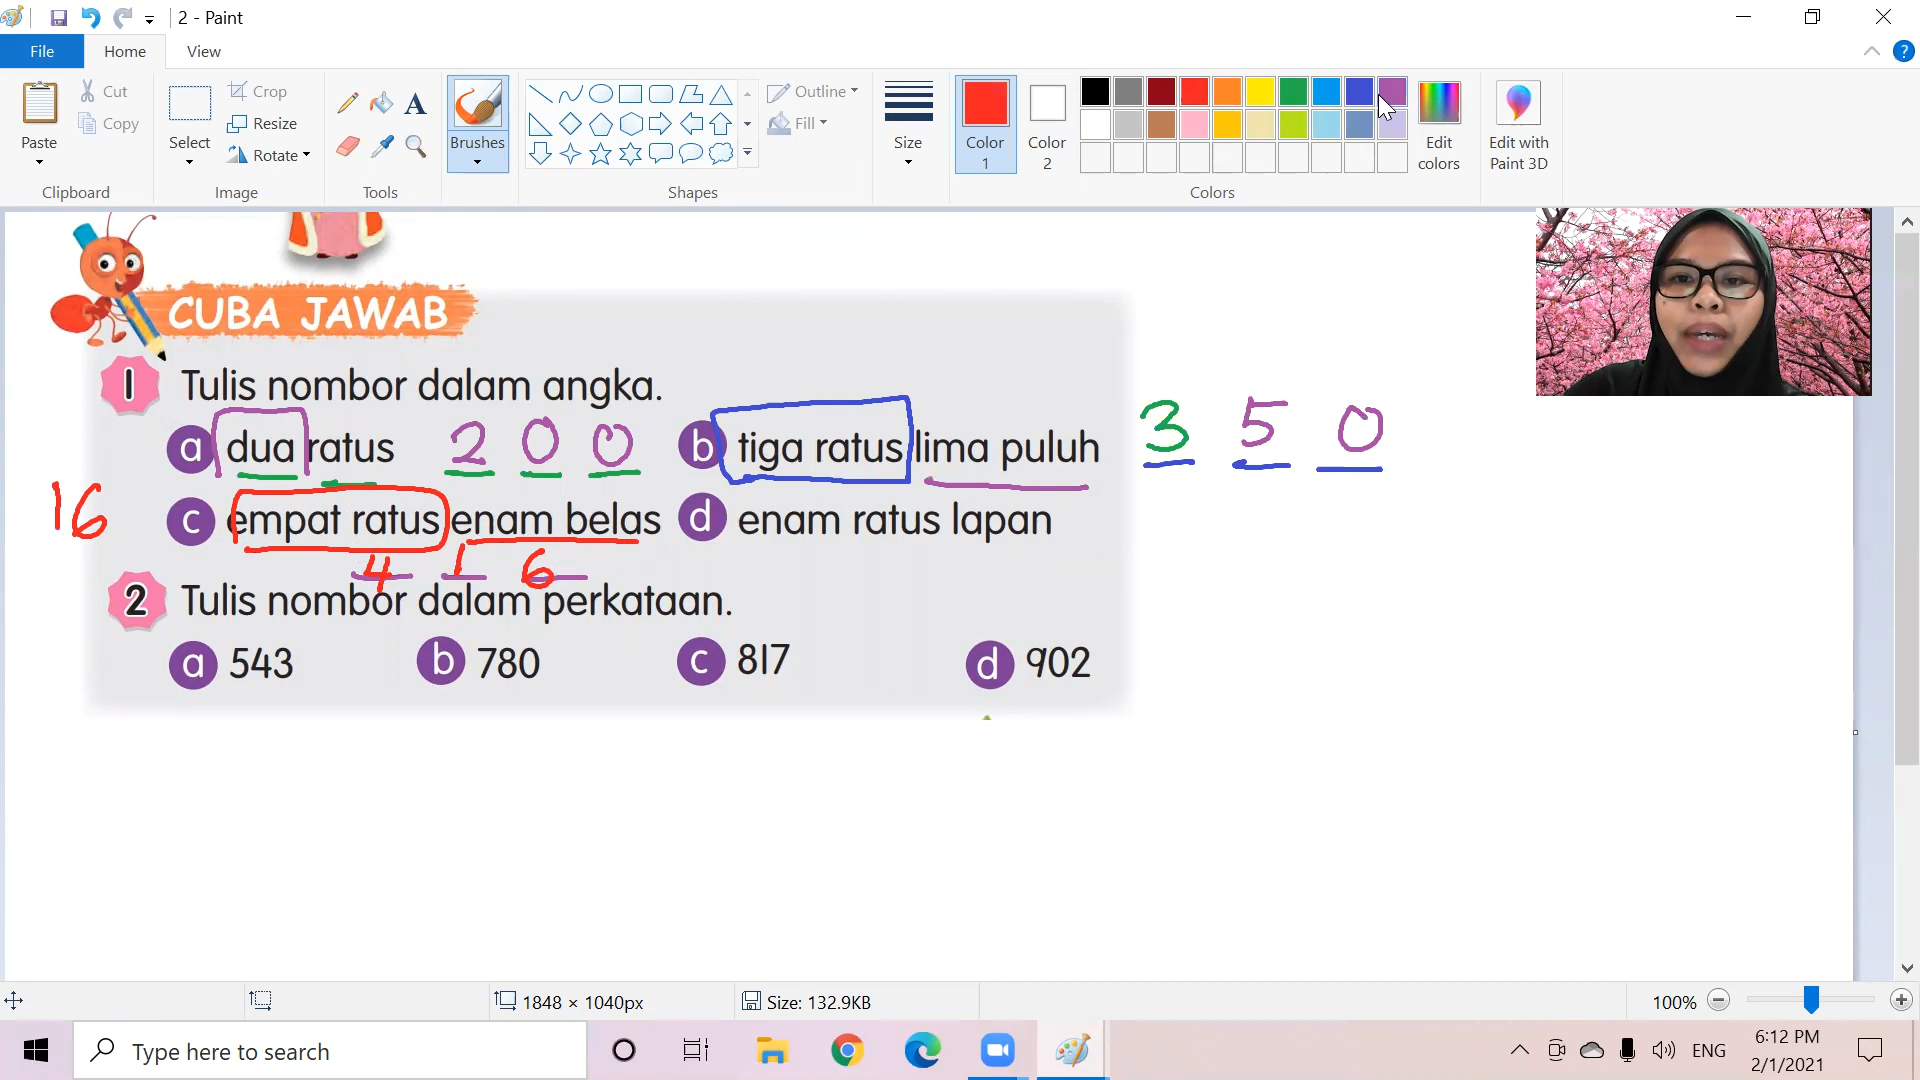 2 - Paint
File Home View
Paste Cut Copy Select Crop Resize Rotate Brushes Outline Fill Size Color 1 Color 2 Edit colors Edit with Paint 3D
Clipboard Image Tools Shapes Colors
CUBA JAWAB
1 Tulis nombor dalam angka.
a dua ratus 2 0 0 b tiga ratus lima puluh 3 5 0
16 c empat ratus enam belas d enam ratus lapan
4 1 6
2 Tulis nombor dalam perkataan.
a 543 b 780 c 817 d 902
1848 × 1040px Size: 132.9KB 100%
Type here to search ENG 6:12 PM
2/1/2021